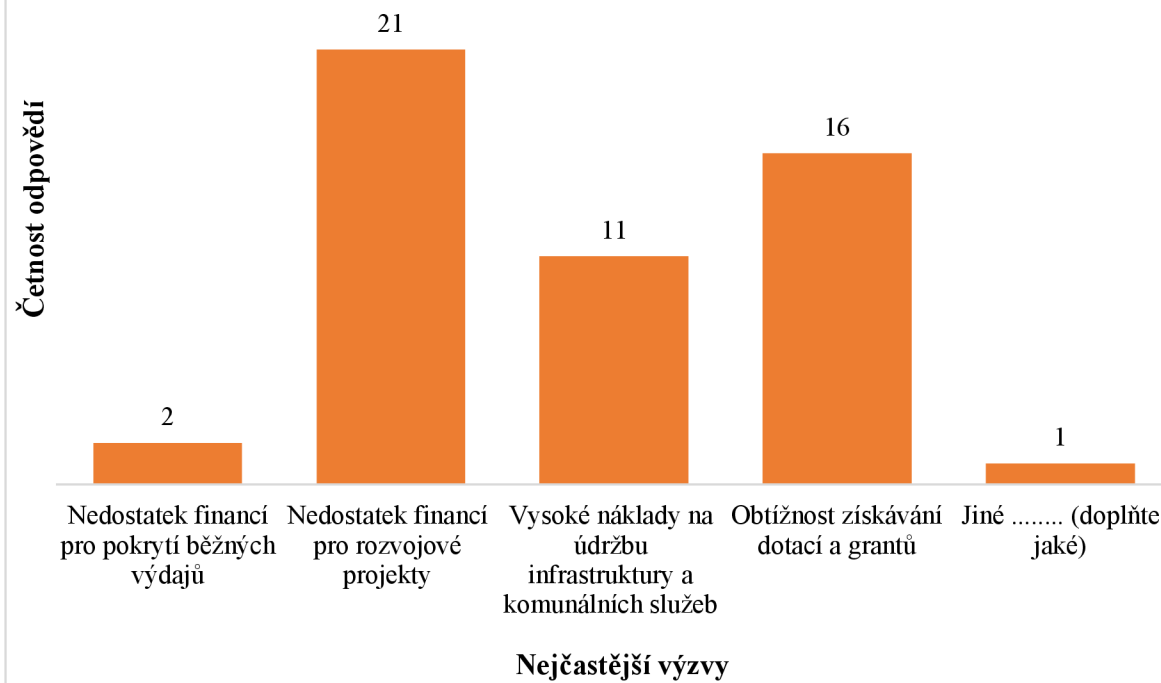 Četnost odpovědí
21
16
11
2
1
Nedostatek financí
pro pokrytí běžných
výdajů
Nedostatek financí
pro rozvojové
projekty
Vysoké náklady na
údržbu
infrastruktury a
komunálních služeb
Obtížnost získávání
dotací a grantů
Jiné ........ (doplňte
jaké)
Nejčastější výzvy